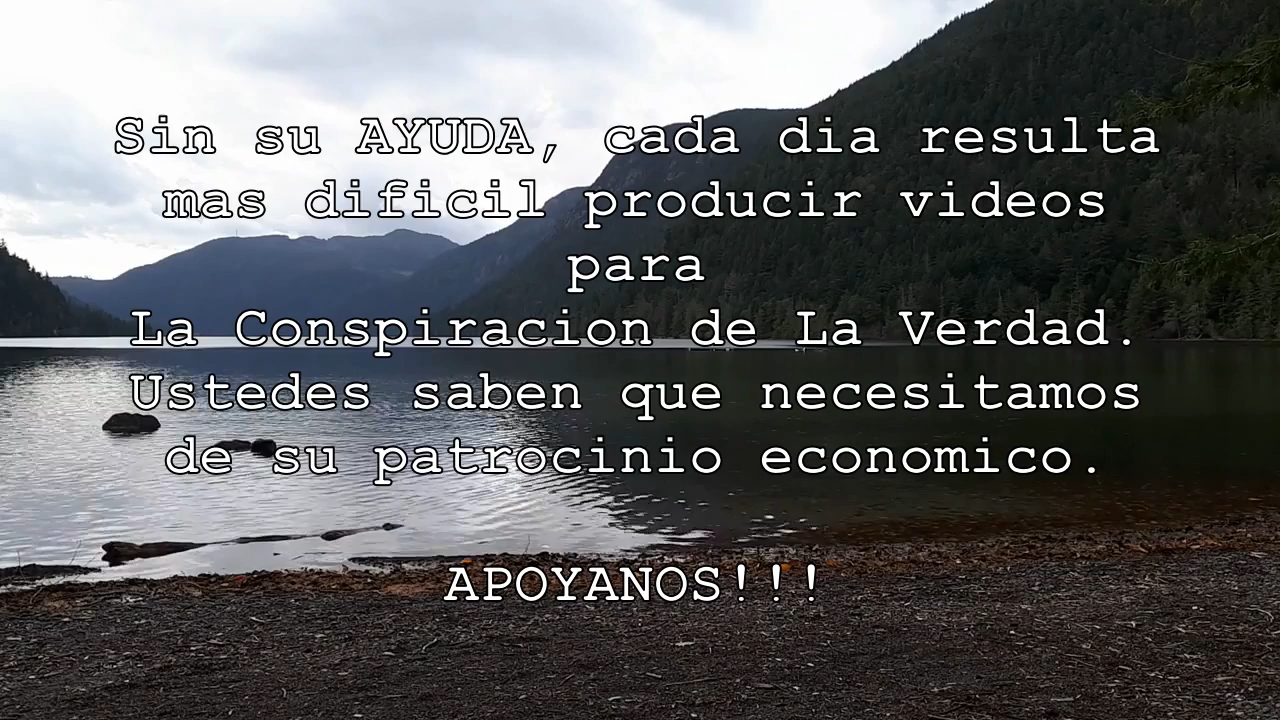 Sin su AYUDA, cada dia resulta
mas dificil producir videos
para
La Conspiracion de La Verdad.
Ustedes saben que necesitamos
de su patrocinio economico.
APOYANOS!!!